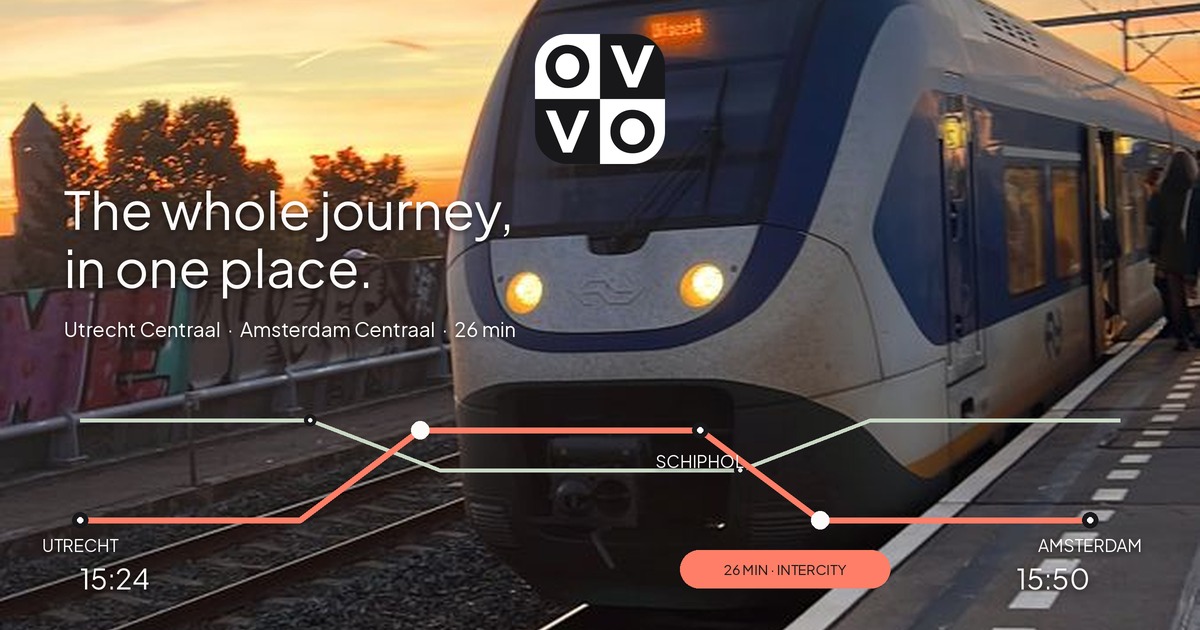 OV
VO
The whole journey,
in one place.
Utrecht Centraal · Amsterdam Centraal · 26 min
SCHIPHOL
UTRECHT
AMSTERDAM
15:24
26 MIN · INTERCITY
15:50